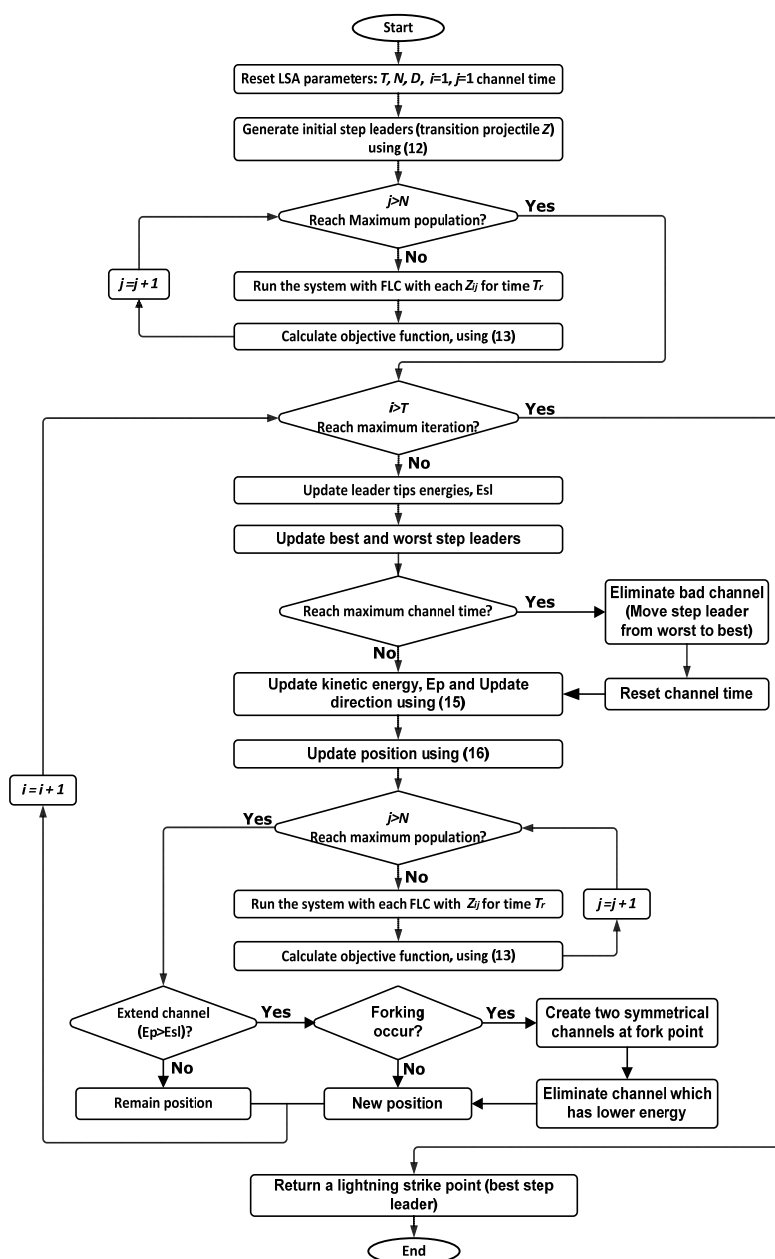 Start
Reset LSA parameters: T, N, D, i=1, j=1 channel time
Generate initial step leaders (transition projectile Z)
using (12)
j>N
Reach Maximum population?
Yes
No
j=j+1
Run the system with FLC with each Zij for time Tr
Calculate objective function, using (13)
i>T
Reach maximum iteration?
Yes
No
Update leader tips energies, Esl
Update best and worst step leaders
Reach maximum channel time?
Yes
Eliminate bad channel
(Move step leader
from worst to best)
No
Update kinetic energy, Ep and Update
direction using (15)
Reset channel time
Update position using (16)
i=i+1
j>N
Reach maximum population?
Yes
No
Run the system with each FLC with Zij for time Tr
j=j+1
Calculate objective function, using (13)
Extend channel
(Ep>Esl)?
Yes
Forking
occur?
Yes
Create two symmetrical
channels at fork point
No
No
Remain position
New position
Eliminate channel which
has lower energy
Return a lightning strike point (best step
leader)
End